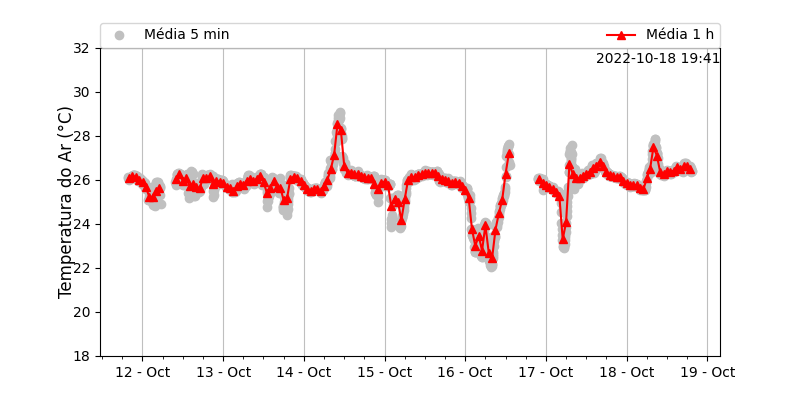 Média 5 min
Média 1 h
2022-10-18 19:41
Temperatura do Ar (°C)
32
30
28
26
24
22
20
18
12 - Oct
13 - Oct
14 - Oct
15 - Oct
16 - Oct
17 - Oct
18 - Oct
19 - Oct